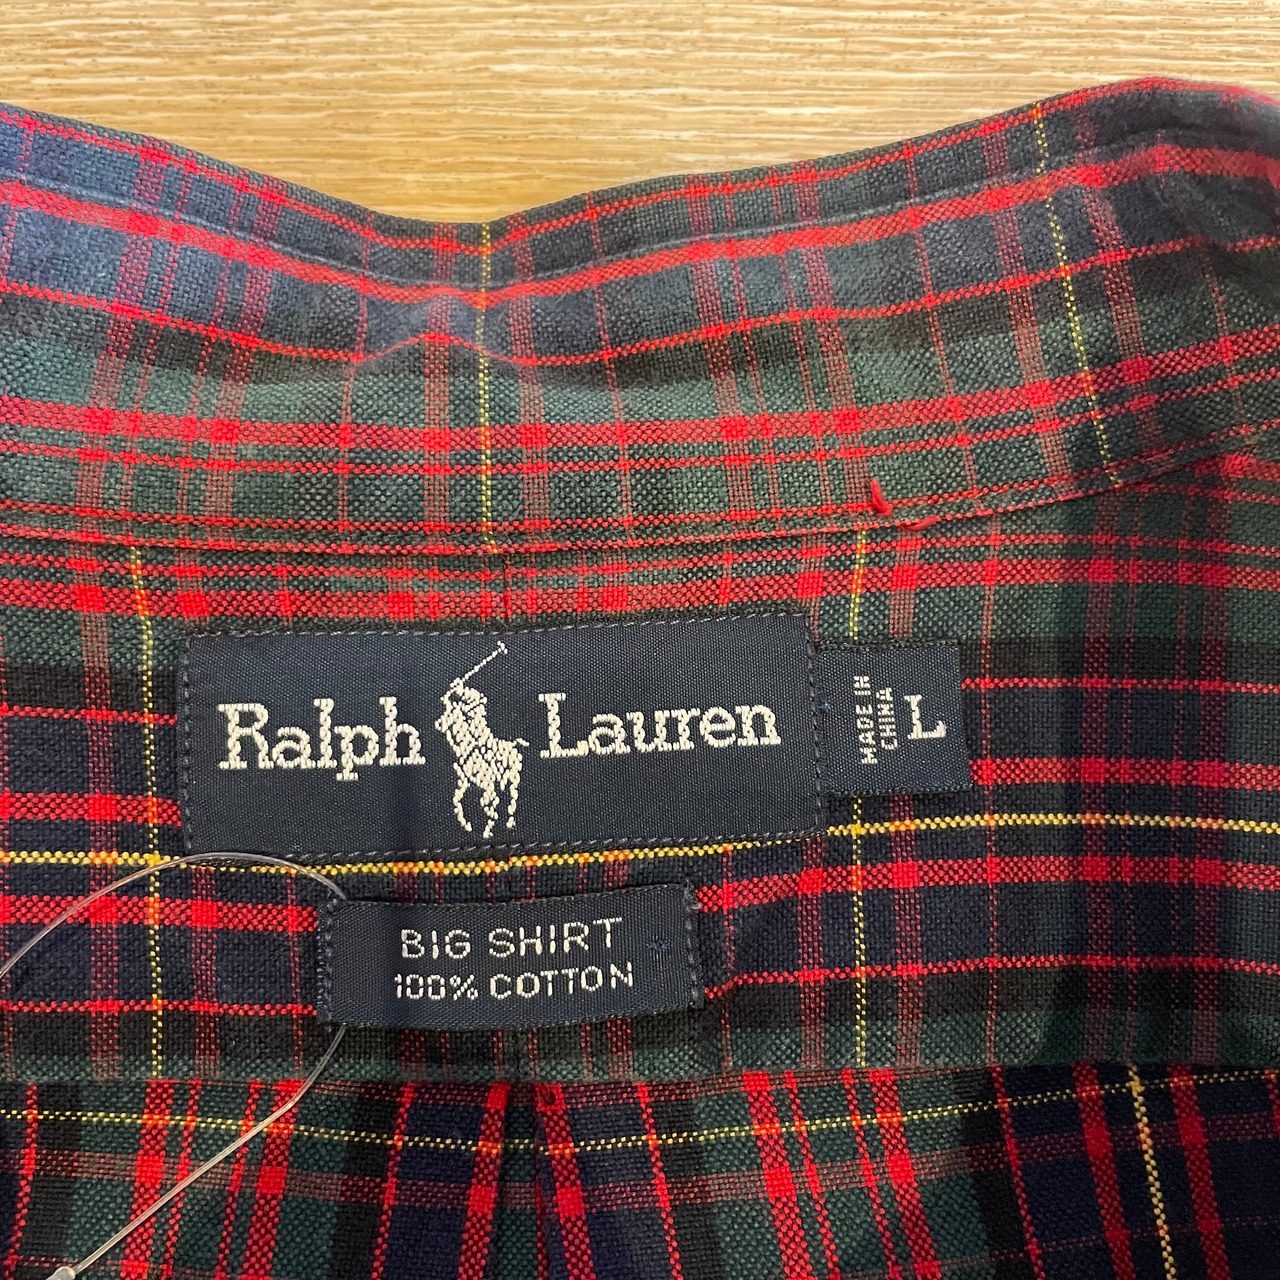 Ralph Lauren
MADE IN
CHINA
L
BIG SHIRT
100% COTTON